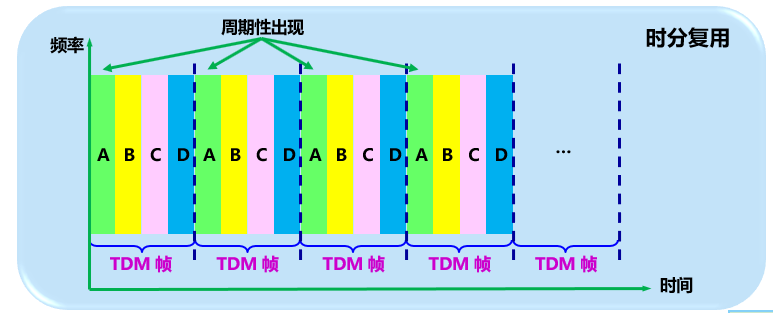 周期性出现
时分复用
频率
A B C D A B C D A B C D A B C D ...
TDM 帧 TDM 帧 TDM 帧 TDM 帧 TDM 帧
时间